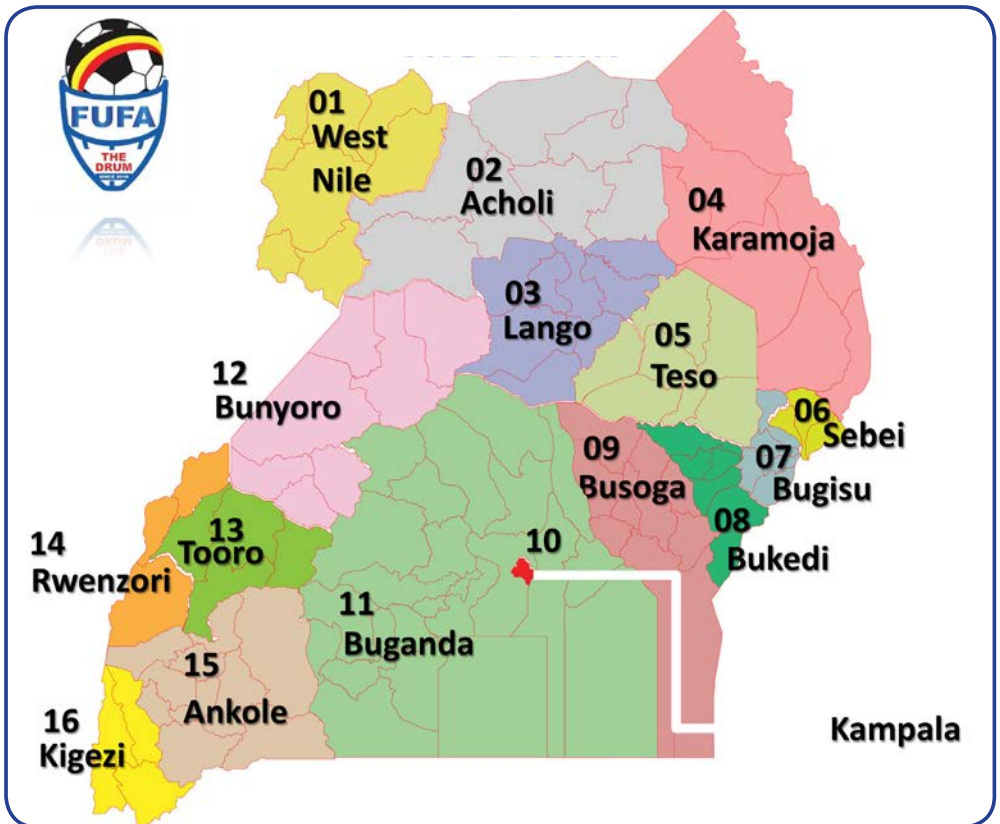 FUFA
THE
DRUM
01
West
Nile
02
Acholi
04
Karamoja
03
Lango
05
Teso
12
Bunyoro
06
Sebei
09
Busoga
07
Bugisu
08
Bukedi
10
14
Rwenzori
13
Tooro
11
Buganda
15
Ankole
16
Kigezi
Kampala